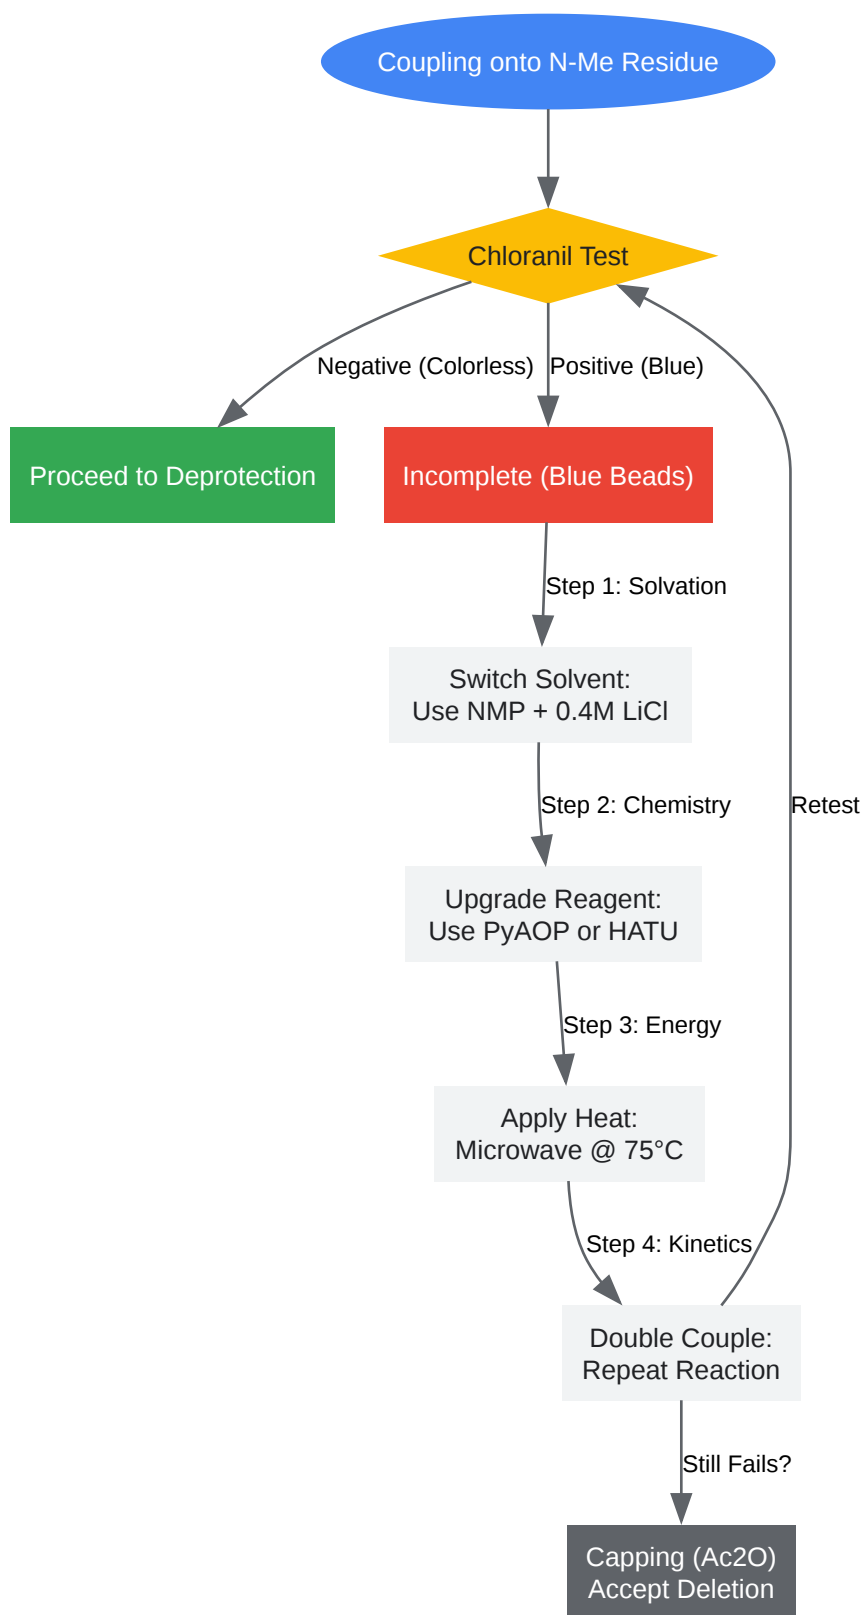 Coupling onto N-Me Residue
Chloranil Test
Negative (Colorless)
Positive (Blue)
Proceed to Deprotection
Incomplete (Blue Beads)
Step 1: Solvation
Switch Solvent:
Use NMP + 0.4M LiCl
Step 2: Chemistry
Retest
Upgrade Reagent:
Use PyAOP or HATU
Step 3: Energy
Apply Heat:
Microwave @ 75°C
Step 4: Kinetics
Double Couple:
Repeat Reaction
Still Fails?
Capping (Ac2O)
Accept Deletion